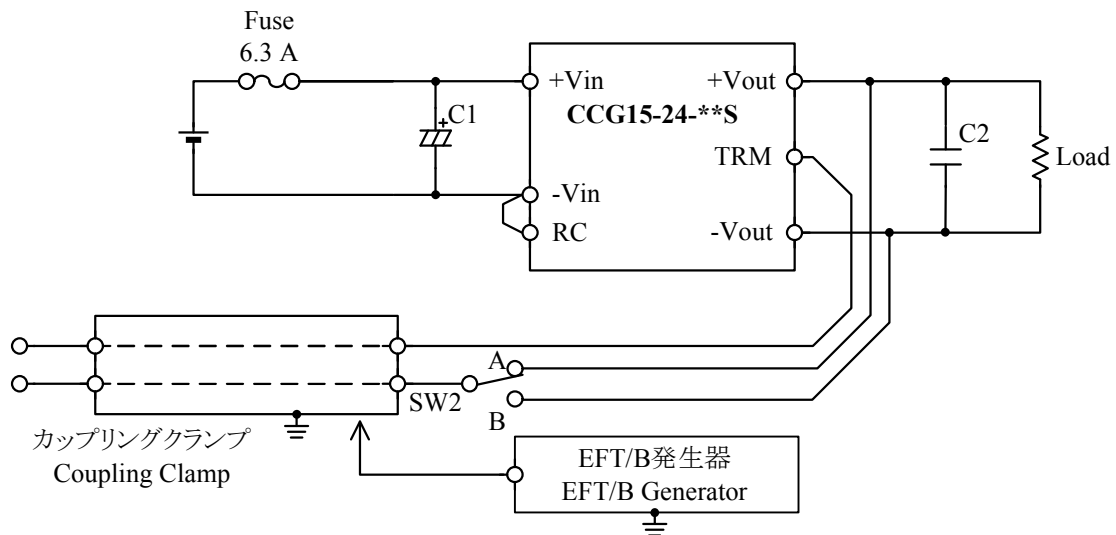 Fuse
6.3 A
+Vin
+Vout
C1
CCG15-24-**S
C2
TRM
Load
-Vin
RC
-Vout
A
SW2
B
カップリングクランプ
Coupling Clamp
EFT/B発生器
EFT/B Generator